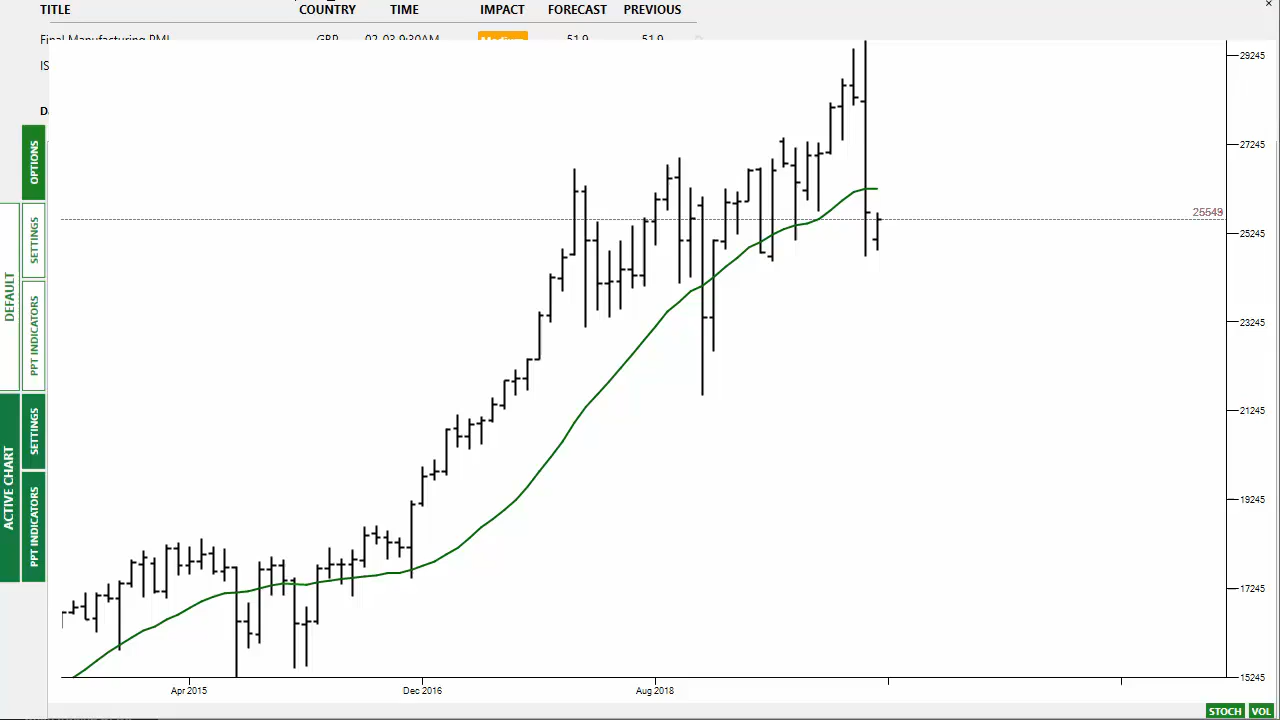 TITLE COUNTRY TIME IMPACT FORECAST PREVIOUS
Final Manufacturing PMI GBP 02-03 9:30AM Medium 51.9 51.9
IS
D
OPTIONS
SETTINGS
PPT INDICATORS
DEFAULT
SETTINGS
PPT INDICATORS
ACTIVE CHART
29245
27245
25549
25245
23245
21245
19245
17245
15245
Apr 2015 Dec 2016 Aug 2018
STOCH VOL